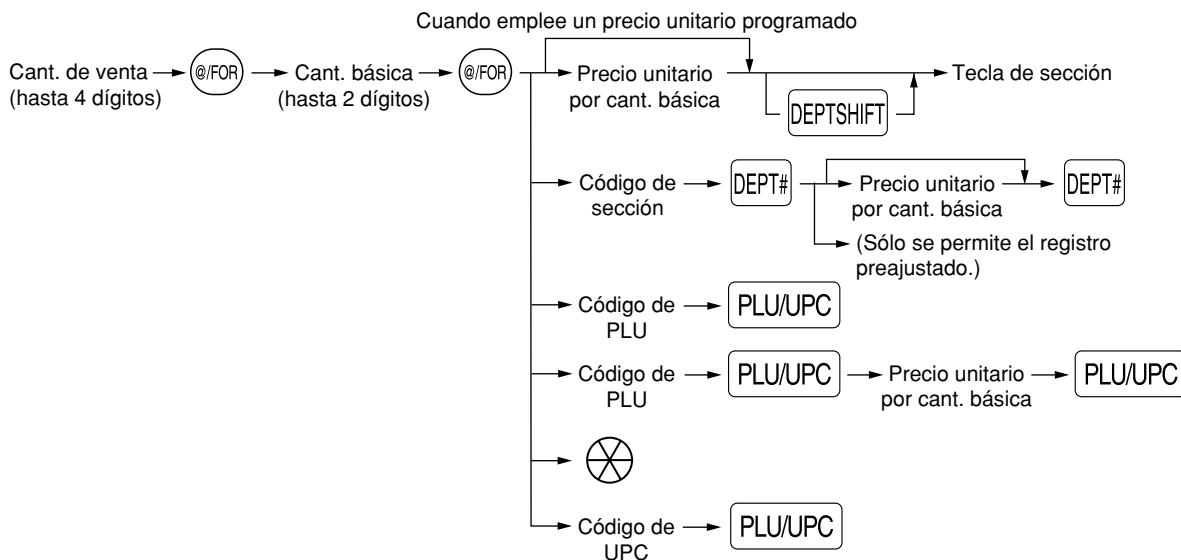 Cuando emplee un precio unitario programado
Cant. de venta
(hasta 4 dígitos)
@/FOR
Cant. básica
(hasta 2 dígitos)
@/FOR
Precio unitario
por cant. básica
DEPTSHIFT
Tecla de sección
Código de
sección
DEPT#
Precio unitario
por cant. básica
DEPT#
(Sólo se permite el registro
preajustado.)
Código de
PLU
PLU/UPC
Código de
PLU
PLU/UPC
Precio unitario
por cant. básica
PLU/UPC
Código de
UPC
PLU/UPC